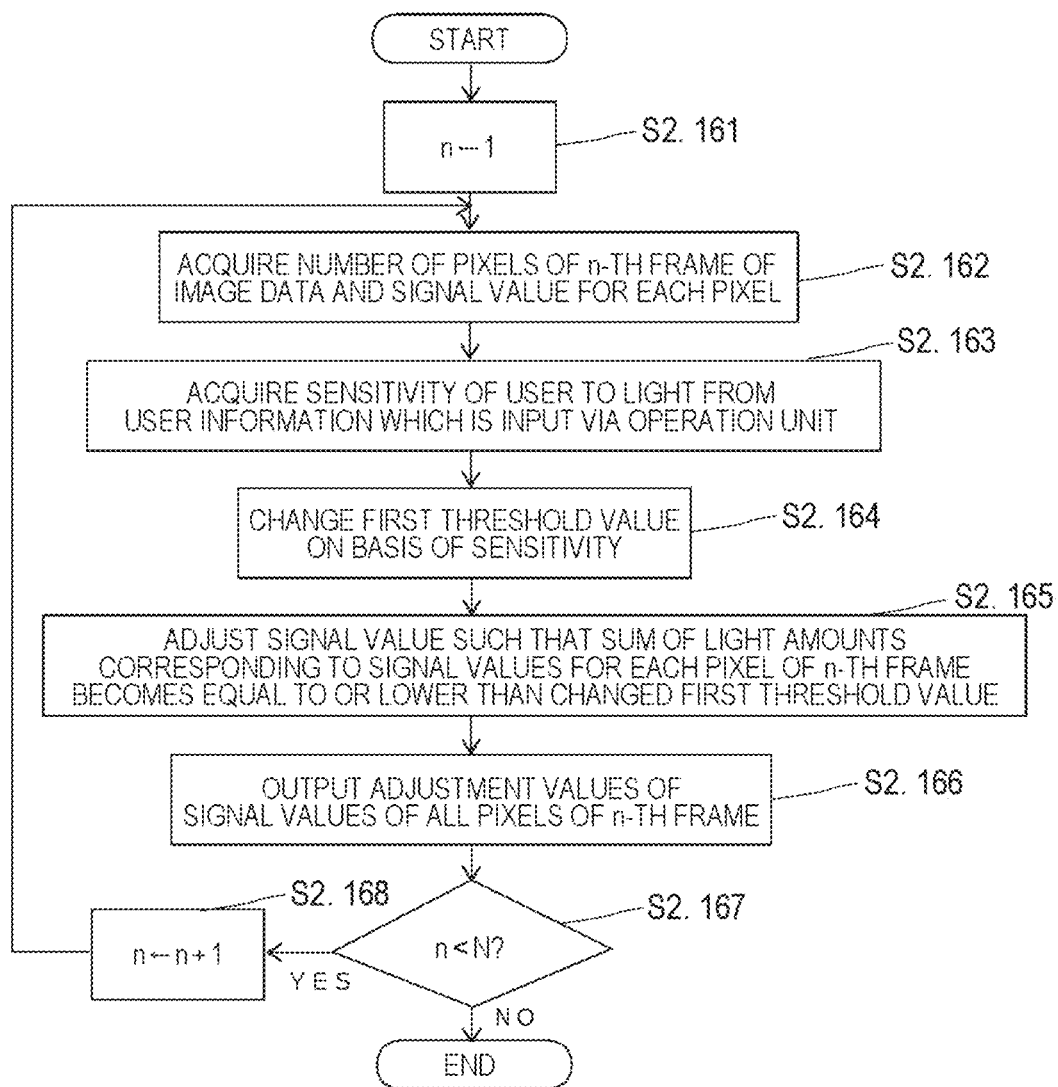 START
n←1
S2. 161
ACQUIRE NUMBER OF PIXELS OF n-TH FRAME OF
IMAGE DATA AND SIGNAL VALUE FOR EACH PIXEL
S2. 162
S2. 163
ACQUIRE SENSITIVITY OF USER TO LIGHT FROM
USER INFORMATION WHICH IS INPUT VIA OPERATION UNIT
CHANGE FIRST THRESHOLD VALUE
ON BASIS OF SENSITIVITY
S2. 164
S2. 165
ADJUST SIGNAL VALUE SUCH THAT SUM OF LIGHT AMOUNTS
CORRESPONDING TO SIGNAL VALUES FOR EACH PIXEL OF n-TH FRAME
BECOMES EQUAL TO OR LOWER THAN CHANGED FIRST THRESHOLD VALUE
OUTPUT ADJUSTMENT VALUES OF
SIGNAL VALUES OF ALL PIXELS OF n-TH FRAME
S2. 166
S2. 168
n←n+1
YES
n<N?
S2. 167
NO
END